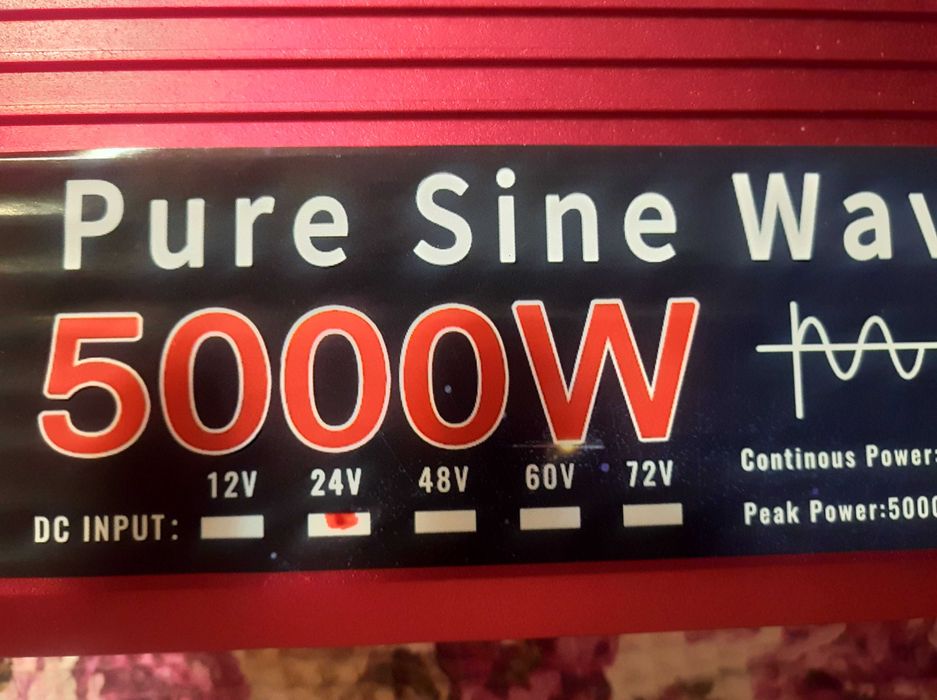 Pure Sine Wav
5000W
12V 24V 48V 60V 72V
DC INPUT:
Continous Power:
Peak Power:5000